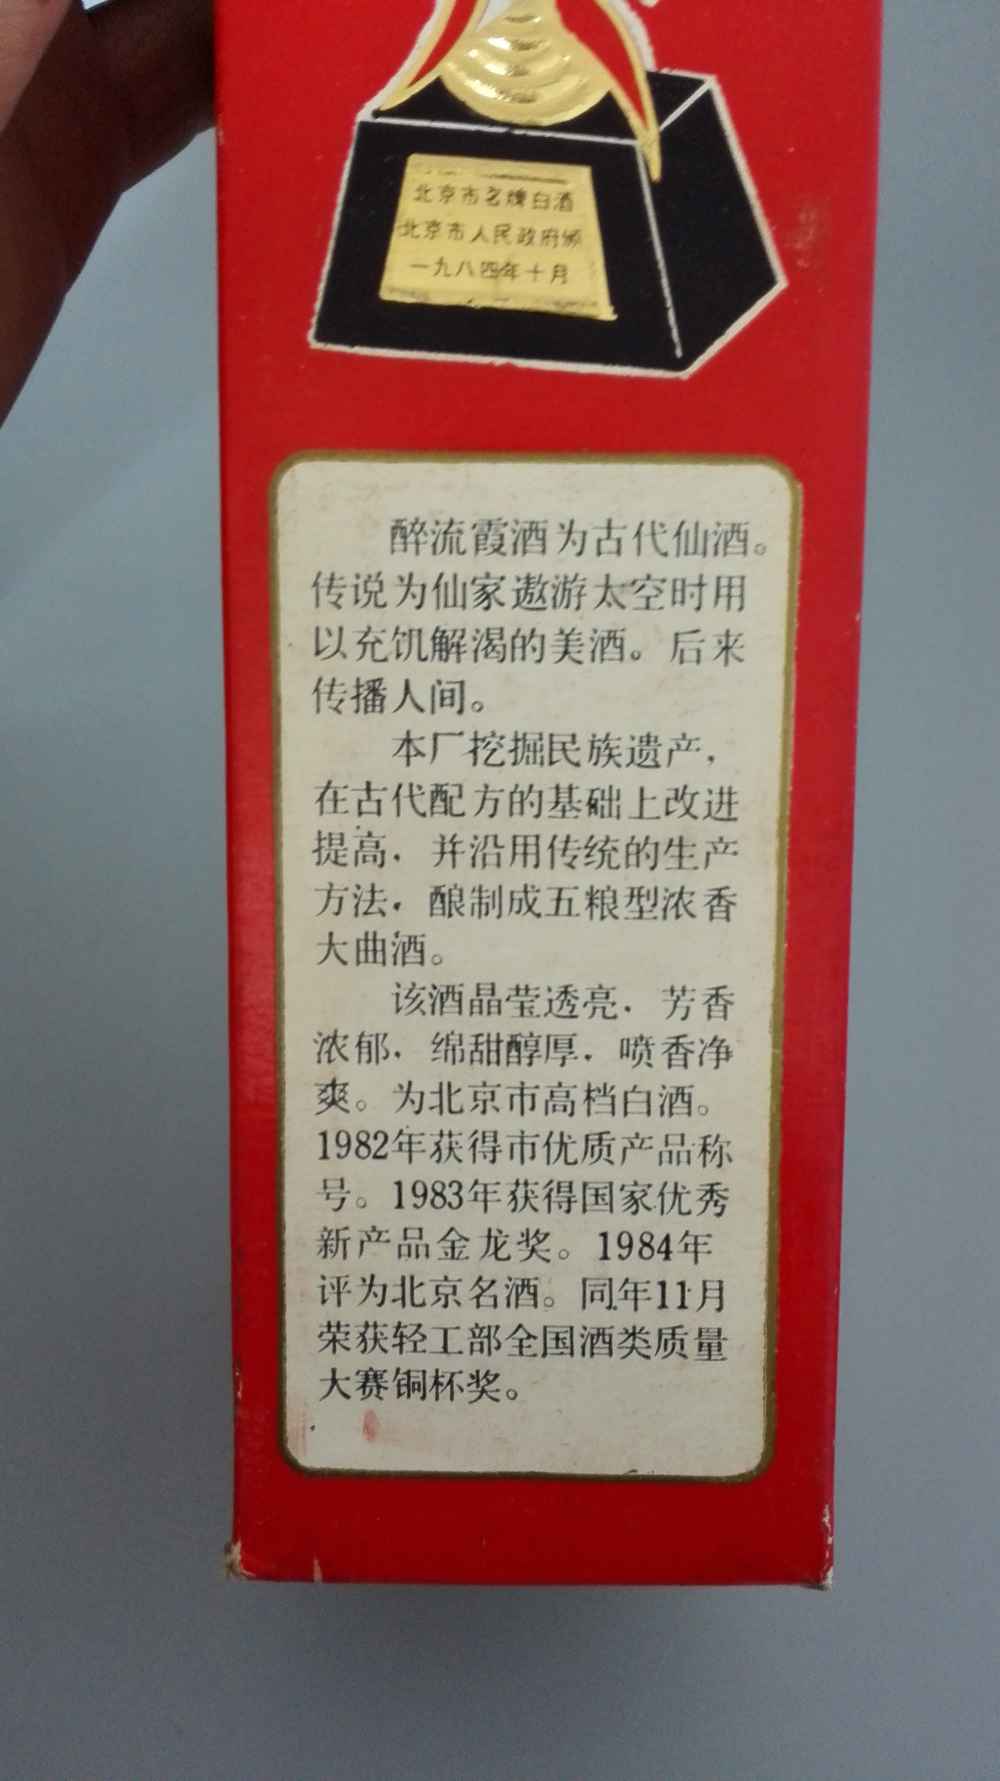 北京市名牌白酒
北京市人民政府颁
一九八四年十月
醉流霞酒为古代仙酒。
传说为仙家遨游太空时用
以充饥解渴的美酒。后来
传播人间。
本厂挖掘民族遗产，
在古代配方的基础上改进
提高，并沿用传统的生产
方法，酿制成五粮型浓香
大曲酒。
该酒晶莹透亮，芳香
浓郁，绵甜醇厚，喷香净
爽。为北京市高档白酒。
1982年获得市优质产品称
号。1983年获得国家优秀
新产品金龙奖。1984年
评为北京名酒。同年11月
荣获轻工部全国酒类质量
大赛铜杯奖。